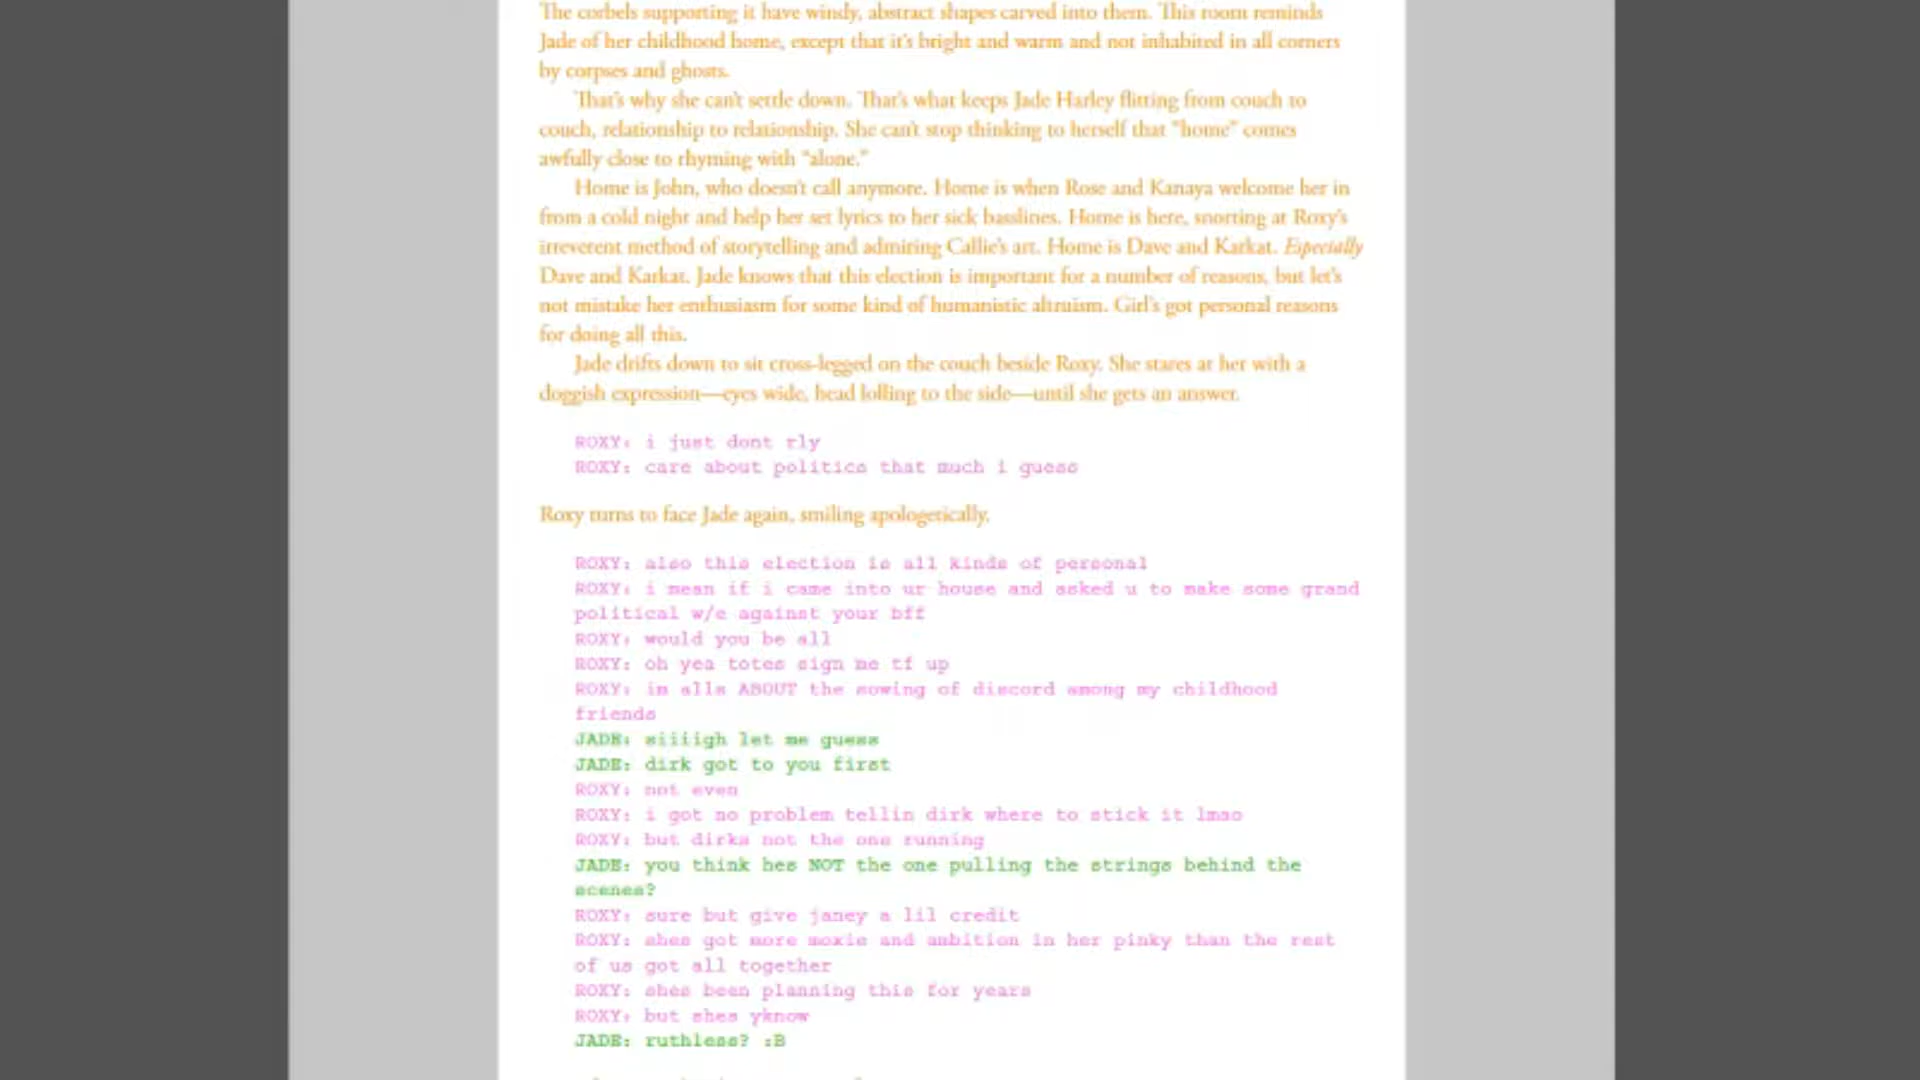 The corbels supporting it have windy, abstract shapes carved into them. This room reminds
Jade of her childhood home, except that it's bright and warm and not inhabited in all corners
by corpses and ghosts.
That's why she can't settle down. That's what keeps Jade Harley flitting from couch to
couch, relationship to relationship. She can't stop thinking to herself that "home" comes
awfully close to rhyming with "alone."
Home is John, who doesn't call anymore. Home is when Rose and Kanaya welcome her in
from a cold night and help her set lyrics to her sick basslines. Home is here, snorting at Roxy's
irreverent method of storytelling and admiring Callie's art. Home is Dave and Karkat. Especially
Dave and Karkat. Jade knows that this election is important for a number of reasons, but let's
not mistake her enthusiasm for some kind of humanistic altruism. Girl's got personal reasons
for doing all this.
Jade drifts down to sit cross-legged on the couch beside Roxy. She stares at her with a
doggish expression—eyes wide, head lolling to the side—until she gets an answer.
ROXY: i just dont rly
ROXY: care about politics that much i guess
Roxy turns to face Jade again, smiling apologetically.
ROXY: also this election is all kinds of personal
ROXY: i mean if i came into ur house and asked u to make some grand
political w/e against your bff
ROXY: would you be all
ROXY: oh yea totes sign me tf up
ROXY: im alls ABOUT the sowing of discord among my childhood
friends
JADE: siiiigh let me guess
JADE: dirk got to you first
ROXY: not even
ROXY: i got no problem tellin dirk where to stick it lmao
ROXY: but dirks not the one running
JADE: you think hes NOT the one pulling the strings behind the
scenes?
ROXY: sure but give janey a lil credit
ROXY: shes got more moxie and ambition in her pinky than the rest
of us got all together
ROXY: shes been planning this for years
ROXY: but shes yknow
JADE: ruthless? :B